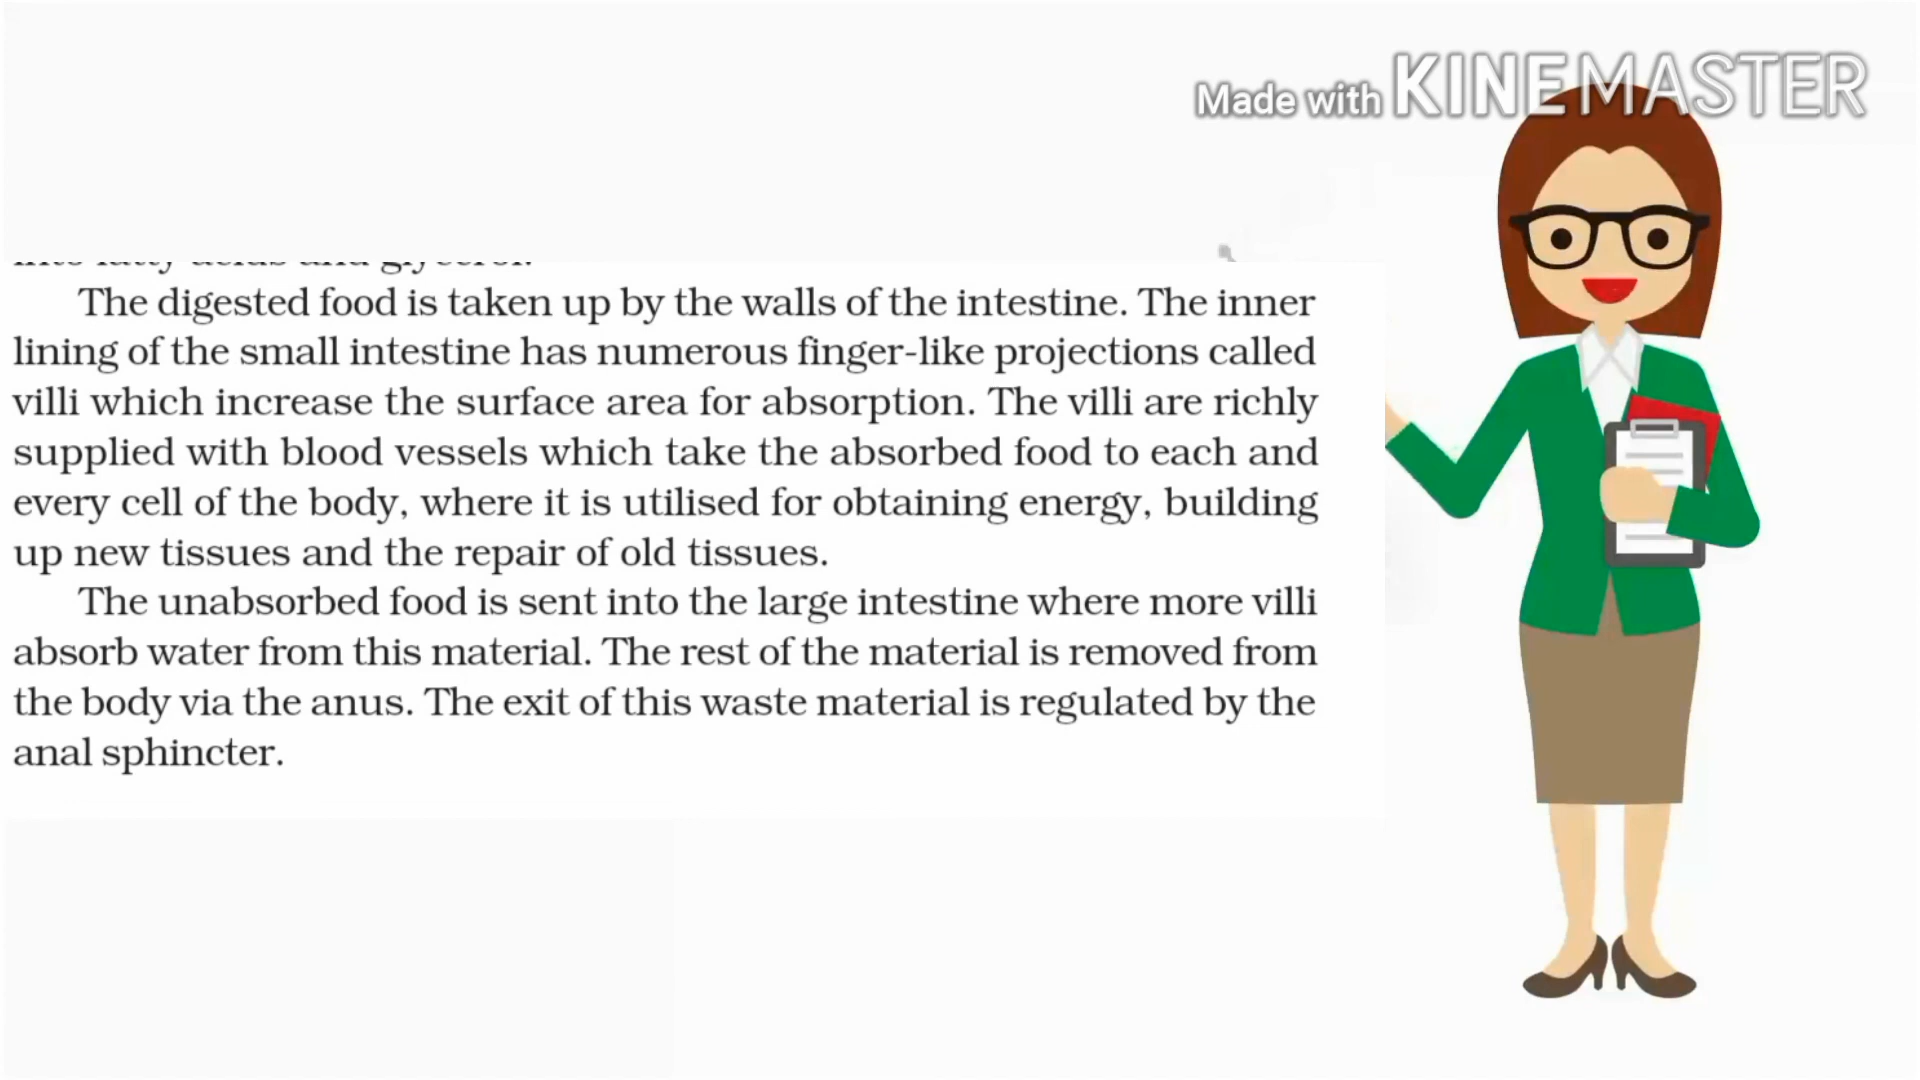 Made with KINEMASTER
into fatty acids and glycerol.
The digested food is taken up by the walls of the intestine. The inner
lining of the small intestine has numerous finger-like projections called
villi which increase the surface area for absorption. The villi are richly
supplied with blood vessels which take the absorbed food to each and
every cell of the body, where it is utilised for obtaining energy, building
up new tissues and the repair of old tissues.
The unabsorbed food is sent into the large intestine where more villi
absorb water from this material. The rest of the material is removed from
the body via the anus. The exit of this waste material is regulated by the
anal sphincter.